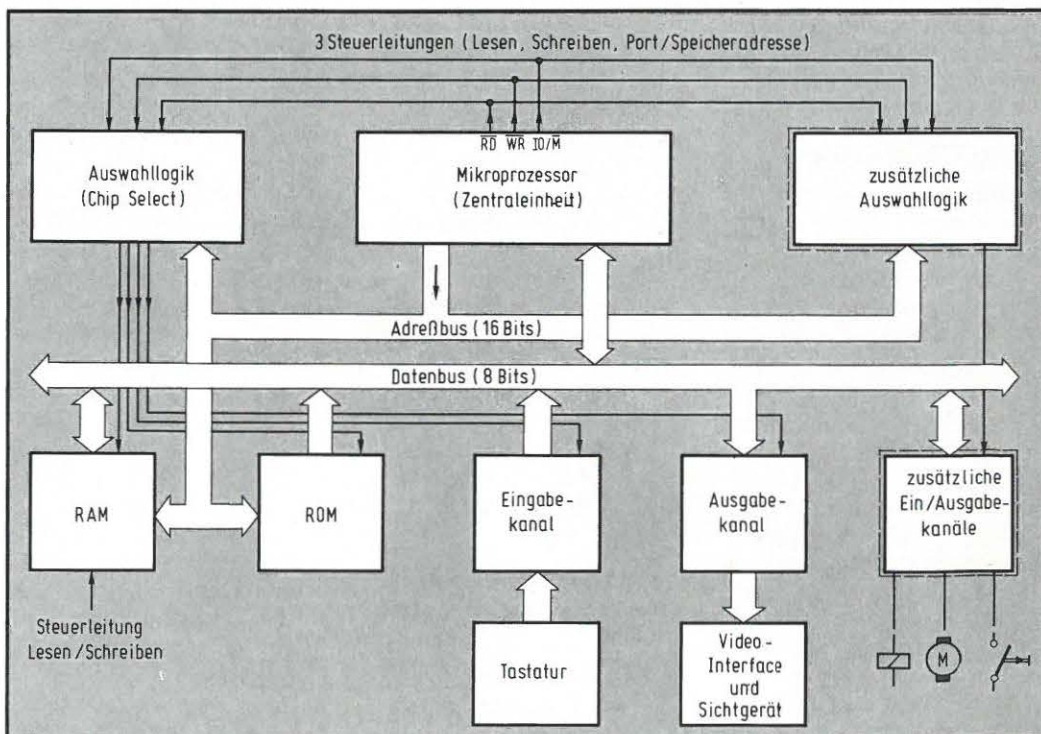 3 Steuerleitungen (Lesen, Schreiben, Port/Speicheradresse)
R̅D̅ W̅R̅ IO/M̅
Auswahllogik
(Chip Select)
Mikroprozessor
(Zentraleinheit)
zusätzliche
Auswahllogik
Adreßbus (16 Bits)
Datenbus (8 Bits)
RAM
ROM
Eingabe-
kanal
Ausgabe-
kanal
zusätzliche
Ein/Ausgabe-
kanäle
Steuerleitung
Lesen/Schreiben
Tastatur
Video-
Interface
und
Sichtgerät
M